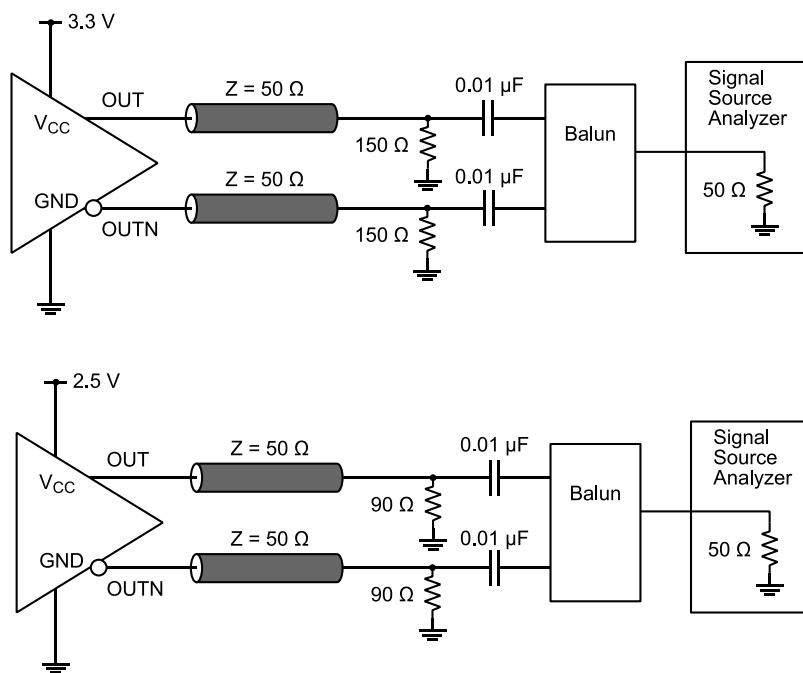 3.3 V
OUT
Z = 50 Ω
0.01 µF
Signal
Source
Analyzer
V_CC
150 Ω
Balun
GND
Z = 50 Ω
0.01 µF
50 Ω
OUTN
150 Ω
2.5 V
OUT
Z = 50 Ω
0.01 µF
Signal
Source
Analyzer
V_CC
90 Ω
Balun
GND
Z = 50 Ω
0.01 µF
50 Ω
OUTN
90 Ω